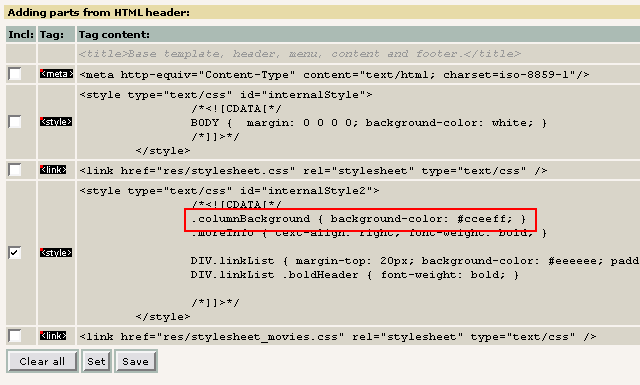 Adding parts from HTML header:
Incl: Tag: Tag content:
<title>Base template, header, menu, content and footer.</title>
<meta> <meta http-equiv="Content-Type" content="text/html; charset=iso-8859-1"/>
<style type="text/css" id="internalStyle">
/*<![CDATA[*/
<style> BODY { margin: 0 0 0 0; background-color: white; }
/*]]>*/
</style>
<link> <link href="res/stylesheet.css" rel="stylesheet" type="text/css" />
<style type="text/css" id="internalStyle2">
/*<![CDATA[*/
.columnBackground { background-color: #cceeff; }
.moreInfo { text-align: right; font-weight: bold; }
<style>
DIV.linkList { margin-top: 20px; background-color: #eeeeee; padd
DIV.linkList .boldHeader { font-weight: bold; }
/*]]>*/
</style>
<link> <link href="res/stylesheet_movies.css" rel="stylesheet" type="text/css" />
Clear all Set Save